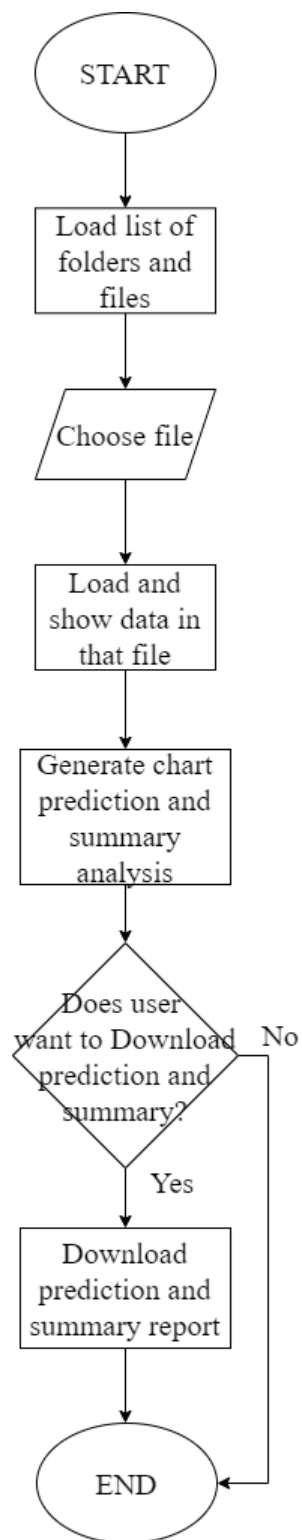 START
Load list of
folders and
files
Choose file
Load and
show data in
that file
Generate chart
prediction and
summary
analysis
Does user
want to Download
prediction and
summary?
No
Yes
Download
prediction and
summary report
END